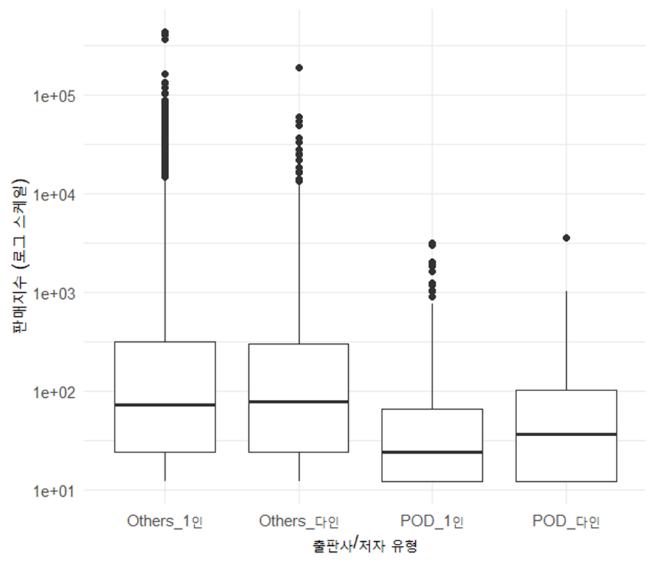 판매지수 (로그 스케일)
1e+05
1e+04
1e+03
1e+02
1e+01
Others_1인
Others_다인
POD_1인
POD_다인
출판사/저자 유형